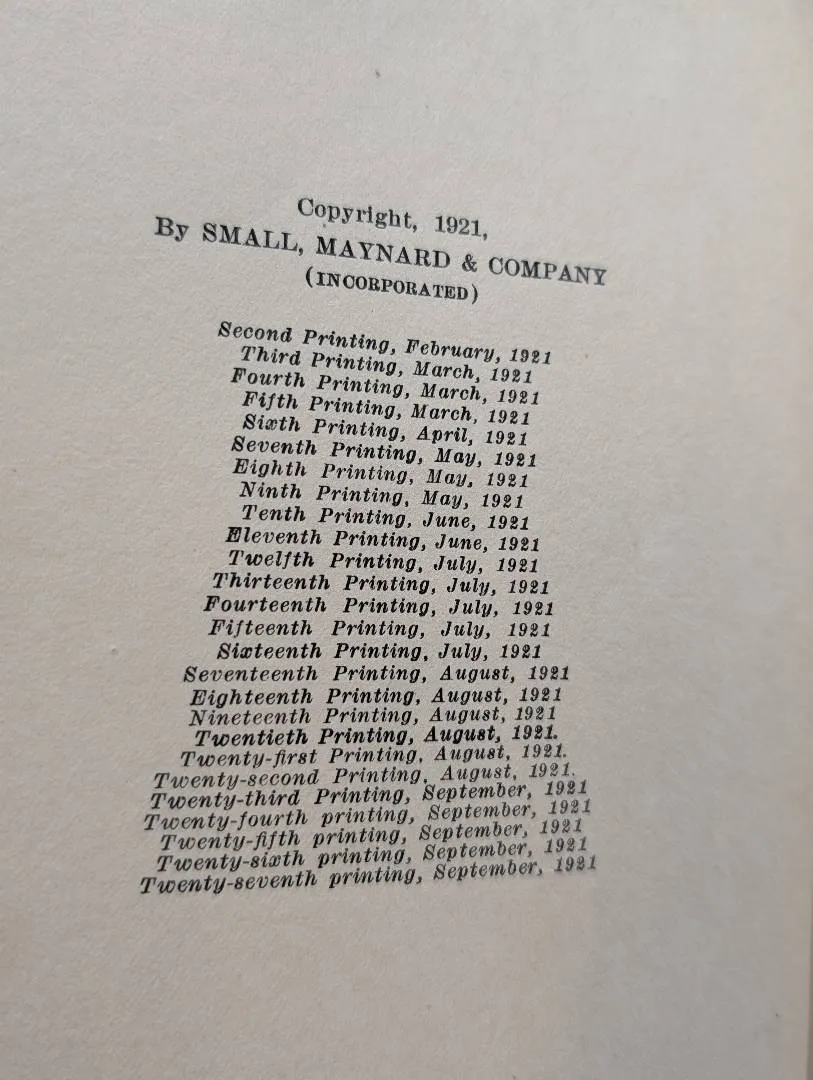 Copyright, 1921,
By SMALL, MAYNARD & COMPANY
(INCORPORATED)
Second Printing, February, 1921
Third Printing, March, 1921
Fourth Printing, March, 1921
Fifth Printing, March, 1921
Sixth Printing, April, 1921
Seventh Printing, May, 1921
Eighth Printing, May, 1921
Ninth Printing, May, 1921
Tenth Printing, June, 1921
Eleventh Printing, June, 1921
Twelfth Printing, July, 1921
Thirteenth Printing, July, 1921
Fourteenth Printing, July, 1921
Fifteenth Printing, July, 1921
Sixteenth Printing, July, 1921
Seventeenth Printing, August, 1921
Eighteenth Printing, August, 1921
Nineteenth Printing, August, 1921
Twentieth Printing, August, 1921.
Twenty-first Printing, August, 1921.
Twenty-second Printing, August, 1921.
Twenty-third Printing, September, 1921
Twenty-fourth printing, September, 1921
Twenty-fifth printing, September, 1921
Twenty-sixth printing, September, 1921
Twenty-seventh printing, September, 1921